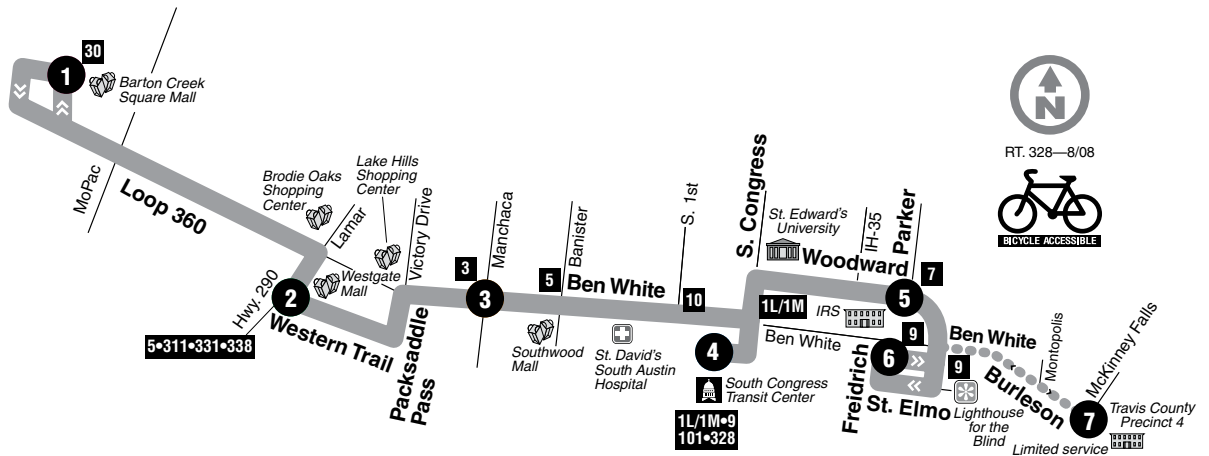 1
30
Barton Creek
Square Mall
MoPac
Loop 360
Brodie Oaks
Shopping
Center
Lake Hills
Shopping
Center
Lamar
Victory Drive
Westgate
Mall
Hwy. 290
2
5•311•331•338
Western Trail
Packsaddle
Pass
3
3
Manchaca
5
Banister
Ben White
Southwood
Mall
St. David's
South Austin
Hospital
S. 1st
10
4
South Congress
Transit Center
1L/1M•9
101•328
S. Congress
St. Edward's
University
Woodward
IH-35
Parker
1L/1M
IRS
5
7
Ben White
9
6
Freidrich
St. Elmo
9
Lighthouse
for the
Blind
Ben White
Burleson
Montopolis
McKinney Falls
7
Travis County
Precinct 4
Limited service
N
RT. 328—8/08
BICYCLE ACCESSIBLE